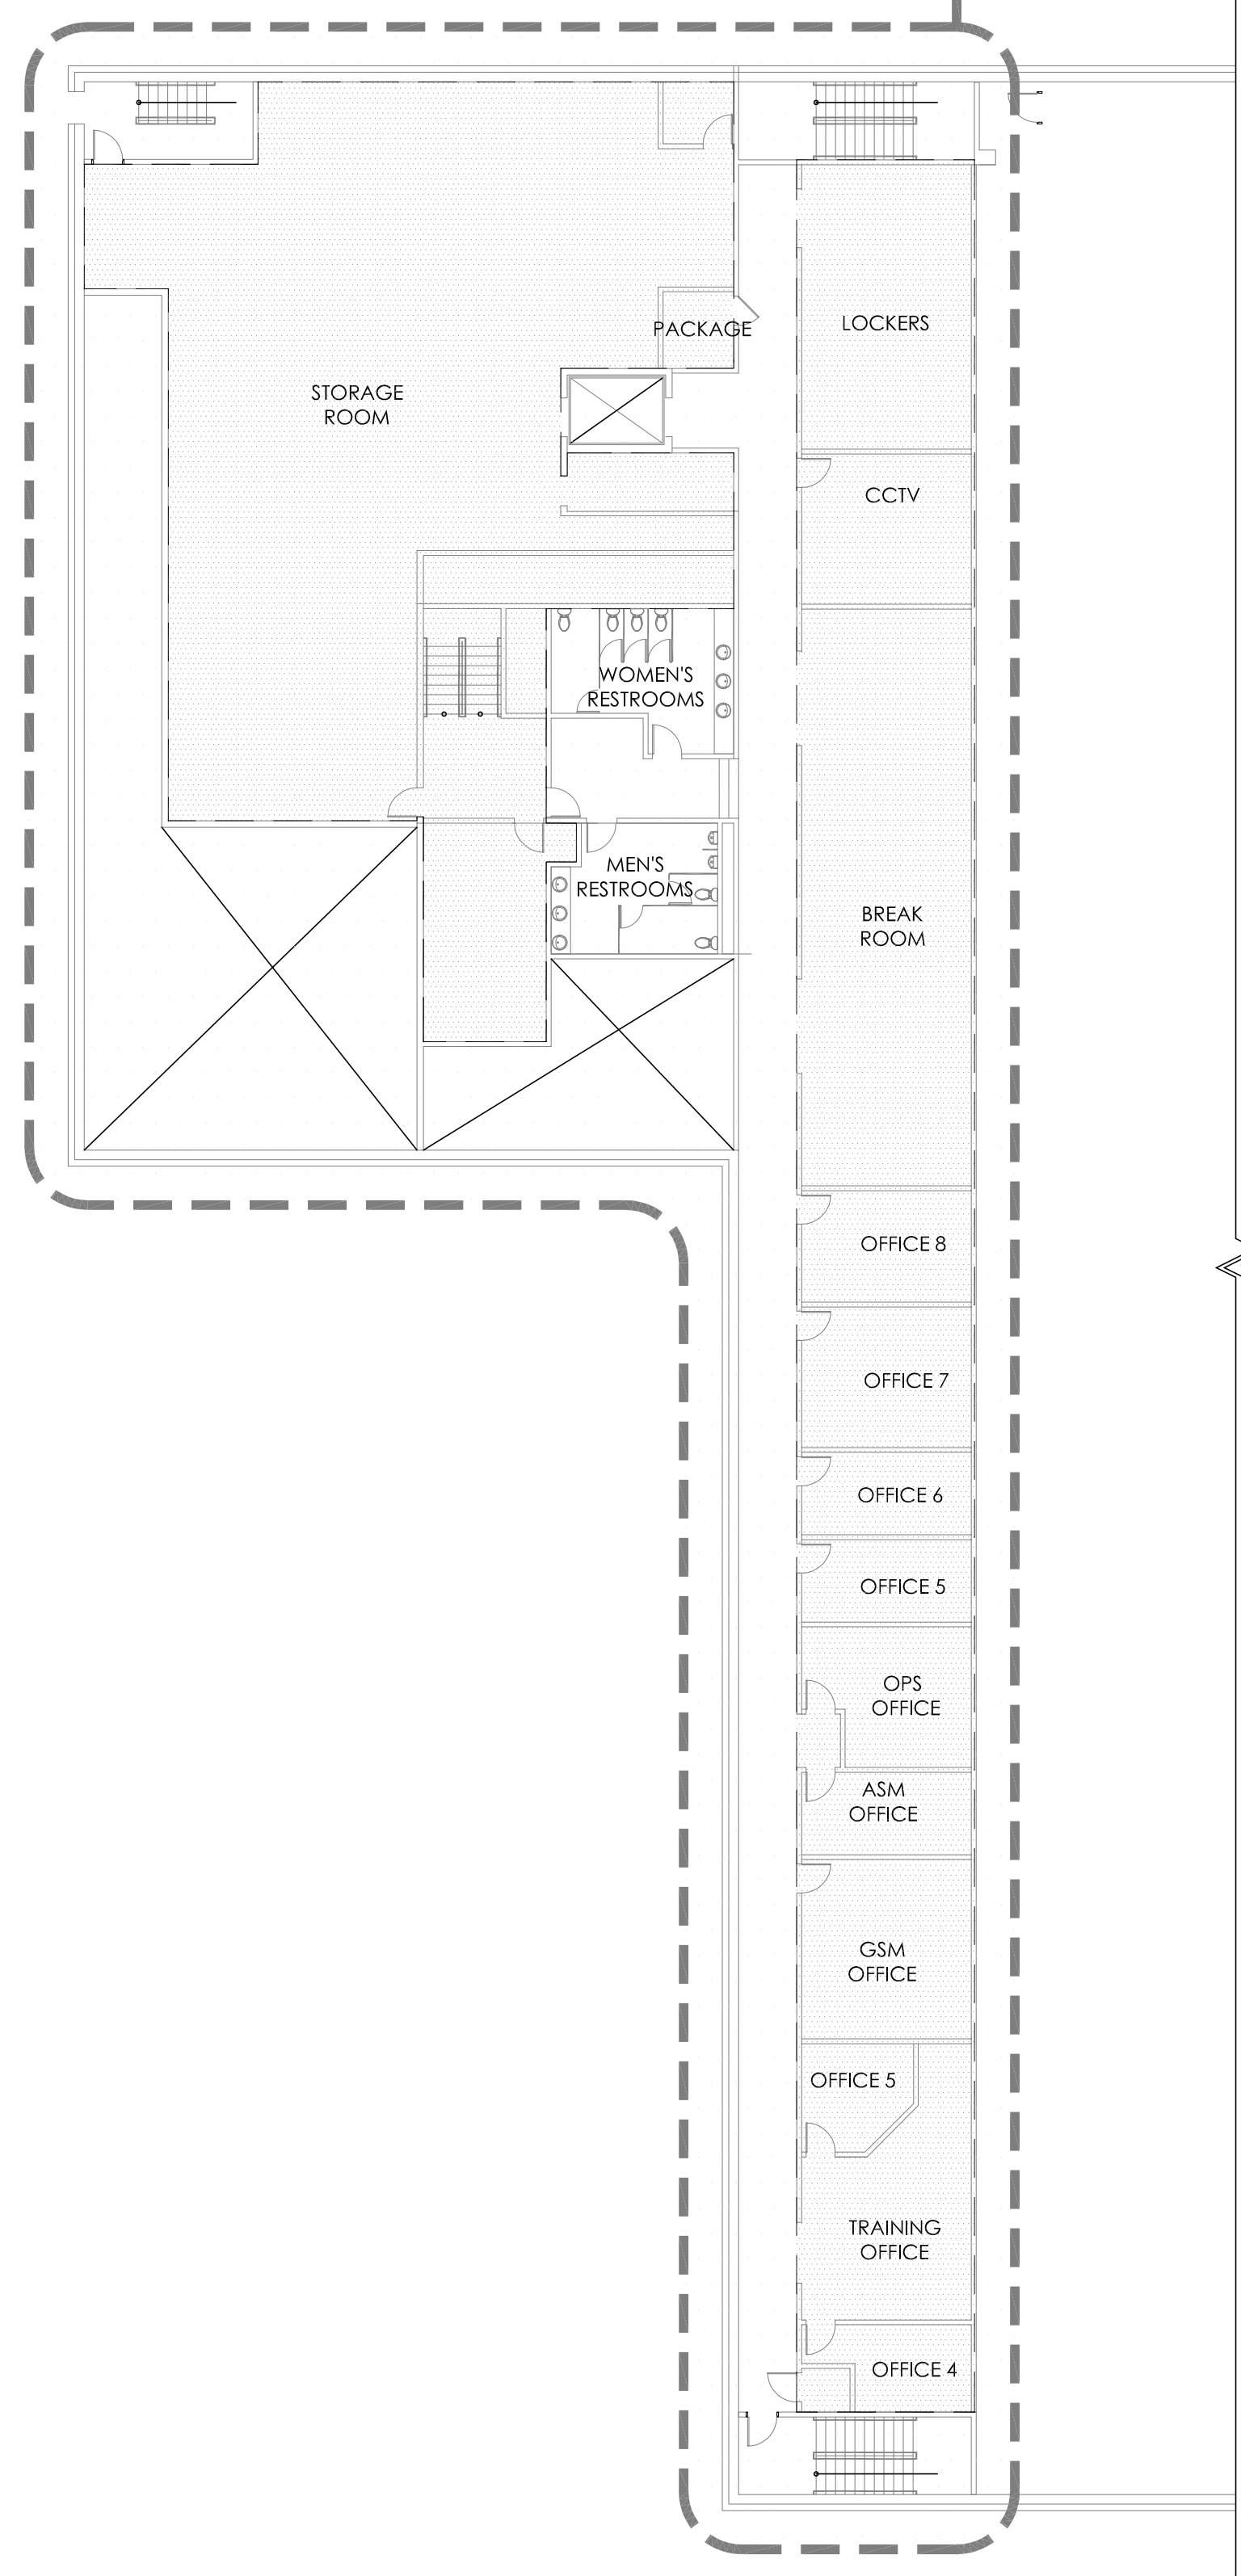 LOCKERS
PACKAGE
STORAGE
ROOM
CCTV
WOMEN'S
RESTROOMS
MEN'S
RESTROOMS
BREAK
ROOM
OFFICE 8
OFFICE 7
OFFICE 6
OFFICE 5
OPS
OFFICE
ASM
OFFICE
GSM
OFFICE
OFFICE 5
TRAINING
OFFICE
OFFICE 4